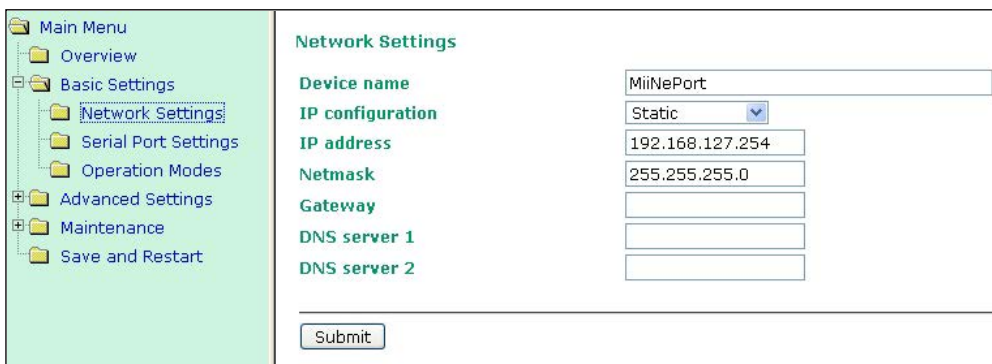 Main Menu
Overview
Basic Settings
Network Settings
Serial Port Settings
Operation Modes
Advanced Settings
Maintenance
Save and Restart
Network Settings
Device name MiiNePort
IP configuration Static
IP address 192.168.127.254
Netmask 255.255.255.0
Gateway
DNS server 1
DNS server 2
Submit